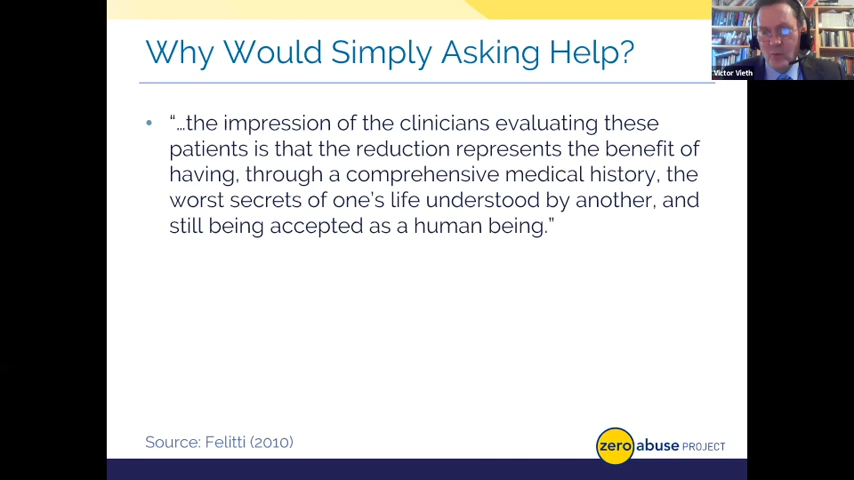 Why Would Simply Asking Help?
Victor Vieth
• “…the impression of the clinicians evaluating these
patients is that the reduction represents the benefit of
having, through a comprehensive medical history, the
worst secrets of one’s life understood by another, and
still being accepted as a human being.”
Source: Felitti (2010)
zero abuse PROJECT